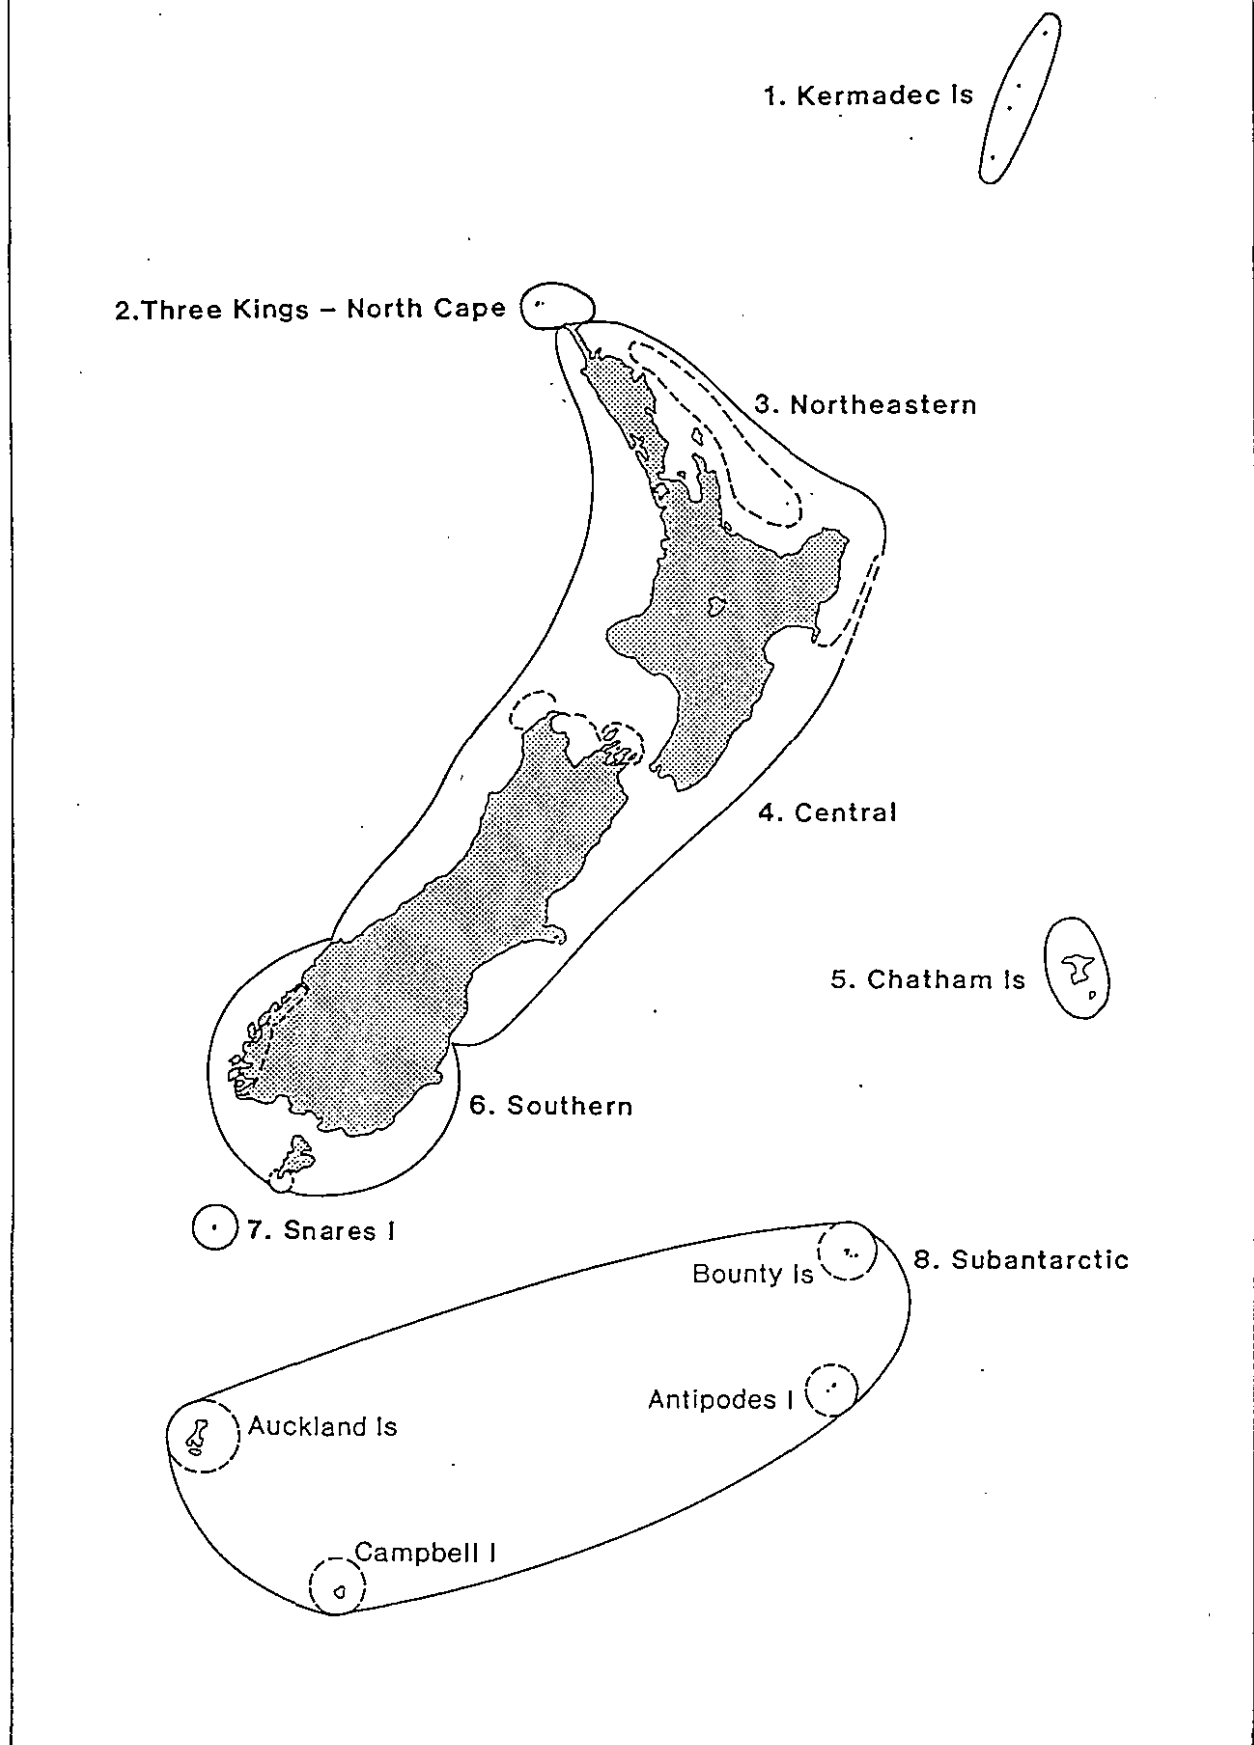 1. Kermadec Is
2.Three Kings – North Cape
3. Northeastern
4. Central
5. Chatham Is
6. Southern
7. Snares I
8. Subantarctic
Bounty Is
Antipodes I
Auckland Is
Campbell I